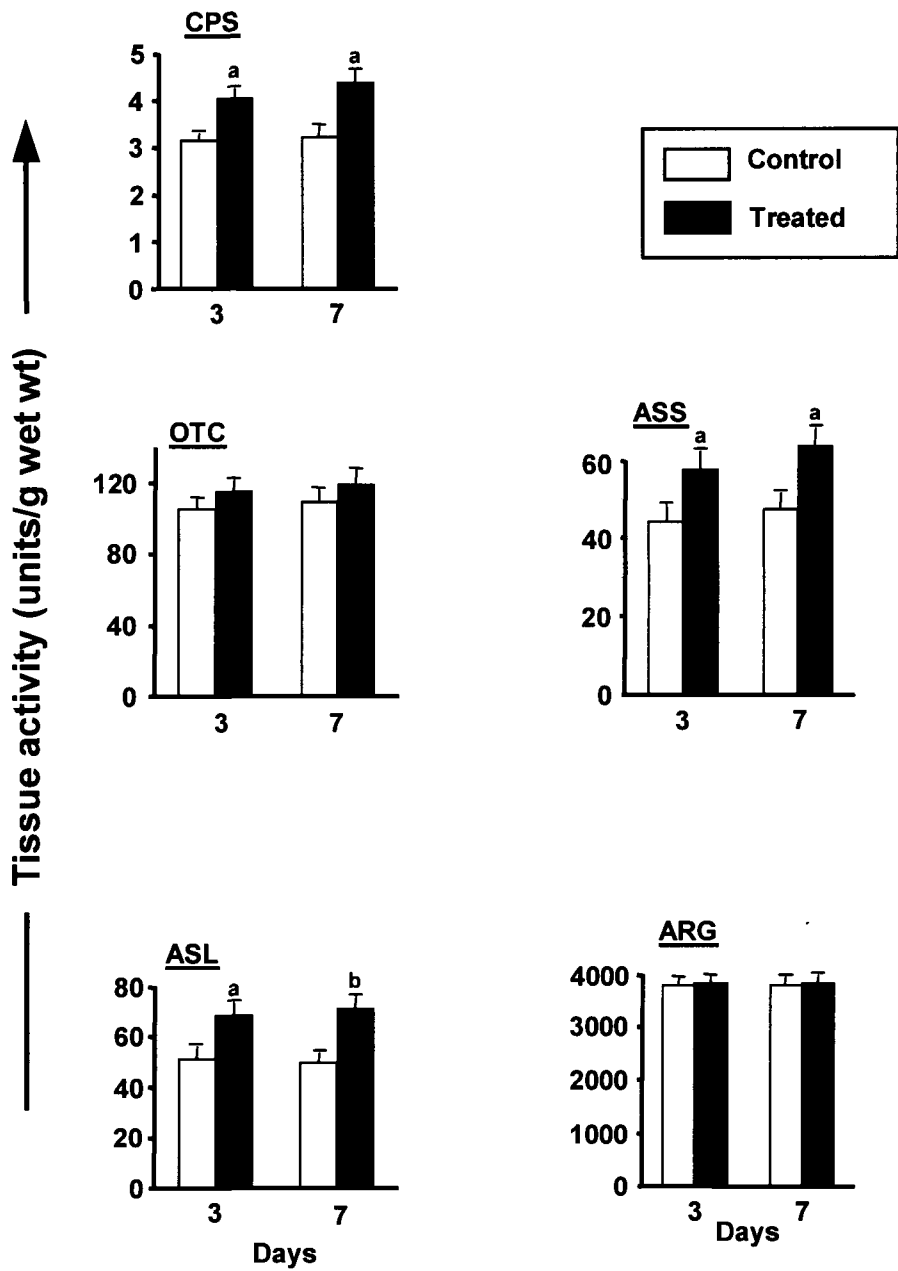 Tissue activity (units/g wet wt)
CPS
5
4
3
2
1
0
a
a
3
7
Control
Treated
OTC
120
80
40
0
3
7
ASS
60
40
20
0
a
a
3
7
ASL
80
60
40
20
0
a
b
3
7
Days
ARG
4000
3000
2000
1000
0
3
7
Days